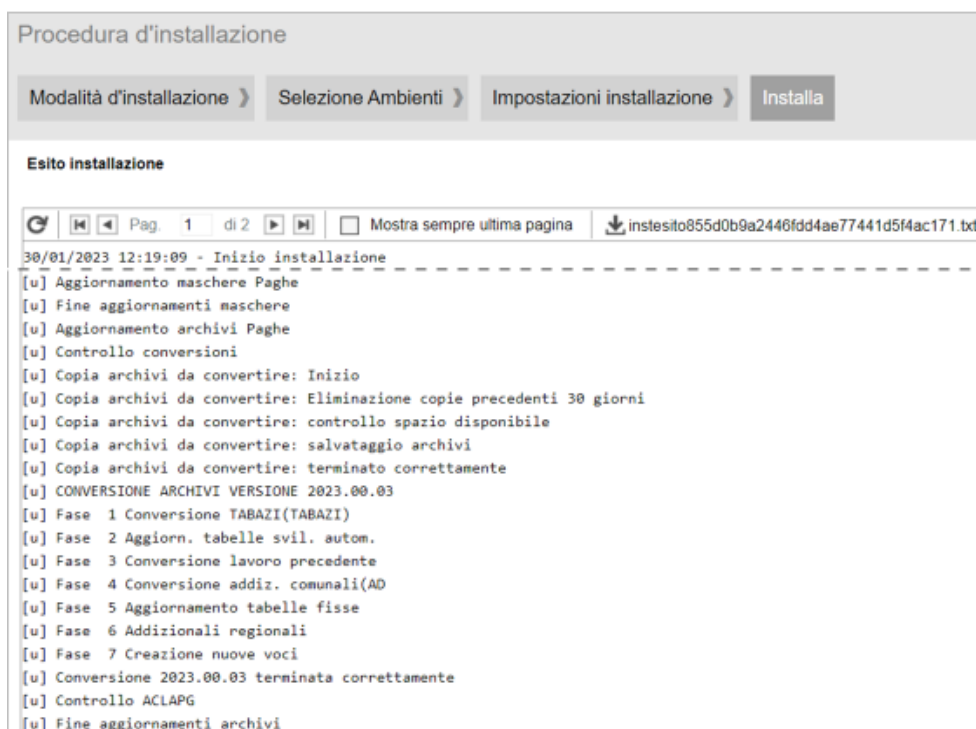 Procedura d'installazione
Modalità d'installazione ❱ Selezione Ambienti ❱ Impostazioni installazione ❱ Installa
Esito installazione
Pag. 1 di 2 Mostra sempre ultima pagina instesito855d0b9a2446fdd4ae77441d5f4ac171.txt
30/01/2023 12:19:09 - Inizio installazione
[u] Aggiornamento maschere Paghe
[u] Fine aggiornamenti maschere
[u] Aggiornamento archivi Paghe
[u] Controllo conversioni
[u] Copia archivi da convertire: Inizio
[u] Copia archivi da convertire: Eliminazione copie precedenti 30 giorni
[u] Copia archivi da convertire: controllo spazio disponibile
[u] Copia archivi da convertire: salvataggio archivi
[u] Copia archivi da convertire: terminato correttamente
[u] CONVERSIONE ARCHIVI VERSIONE 2023.00.03
[u] Fase 1 Conversione TABAZI(TABAZI)
[u] Fase 2 Aggiorn. tabelle svil. autom.
[u] Fase 3 Conversione lavoro precedente
[u] Fase 4 Conversione addiz. comunali(AD
[u] Fase 5 Aggiornamento tabelle fisse
[u] Fase 6 Addizionali regionali
[u] Fase 7 Creazione nuove voci
[u] Conversione 2023.00.03 terminata correttamente
[u] Controllo ACLAPG
[u] Fine aggiornamenti archivi